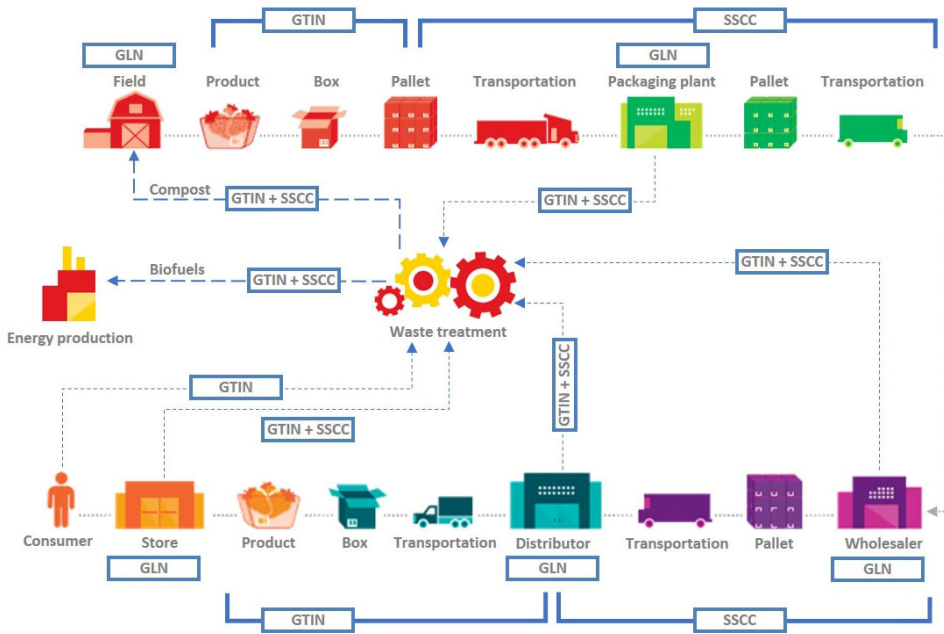 GTIN
SSCC
GLN
GLN
Field
Product
Box
Pallet
Transportation
Packaging plant
Pallet
Transportation
Compost
GTIN + SSCC
GTIN + SSCC
Biofuels
GTIN + SSCC
GTIN + SSCC
Energy production
Waste treatment
GTIN
GTIN + SSCC
GTIN + SSCC
Consumer
Store
Product
Box
Transportation
Distributor
Transportation
Pallet
Wholesaler
GLN
GLN
GLN
GTIN
SSCC